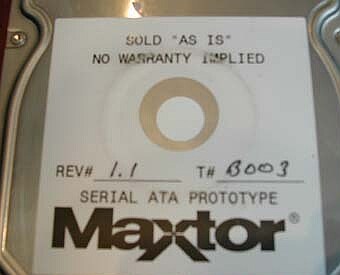 SOLD "AS IS"
NO WARRANTY IMPLIED
REV# 1.1 T# B003
SERIAL ATA PROTOTYPE
Maxtor®